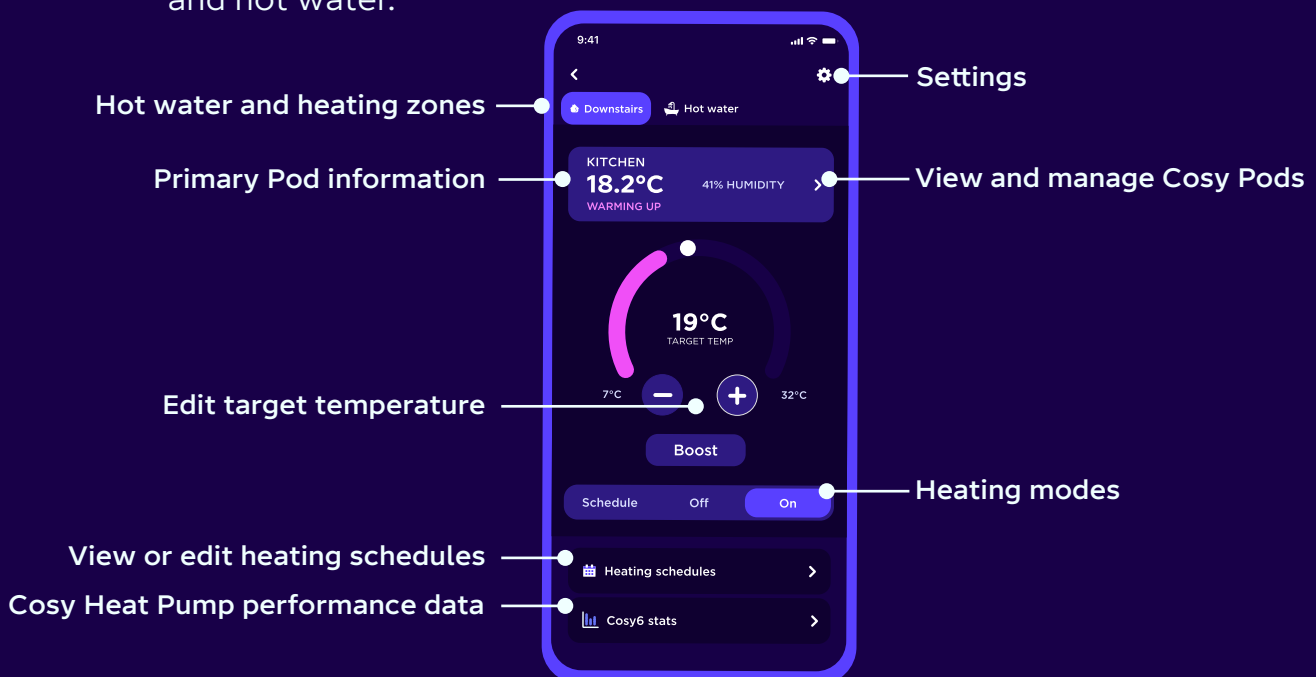 and hot water.
9:41
Settings
Hot water and heating zones
Downstairs
Hot water
KITCHEN
18.2°C
41% HUMIDITY
WARMING UP
Primary Pod information
View and manage Cosy Pods
19°C
TARGET TEMP
7°C
32°C
Edit target temperature
Boost
Schedule
Off
On
Heating modes
View or edit heating schedules
Heating schedules
Cosy Heat Pump performance data
Cosy6 stats